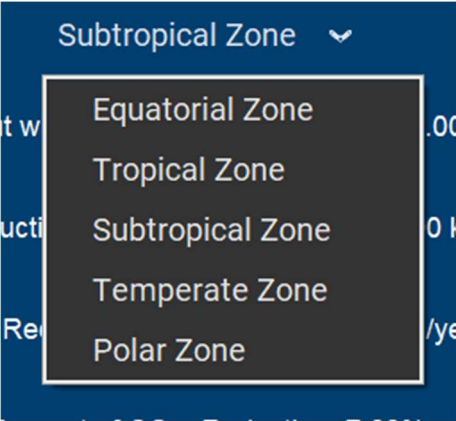 Subtropical Zone
Equatorial Zone
Tropical Zone
Subtropical Zone
Temperate Zone
Polar Zone